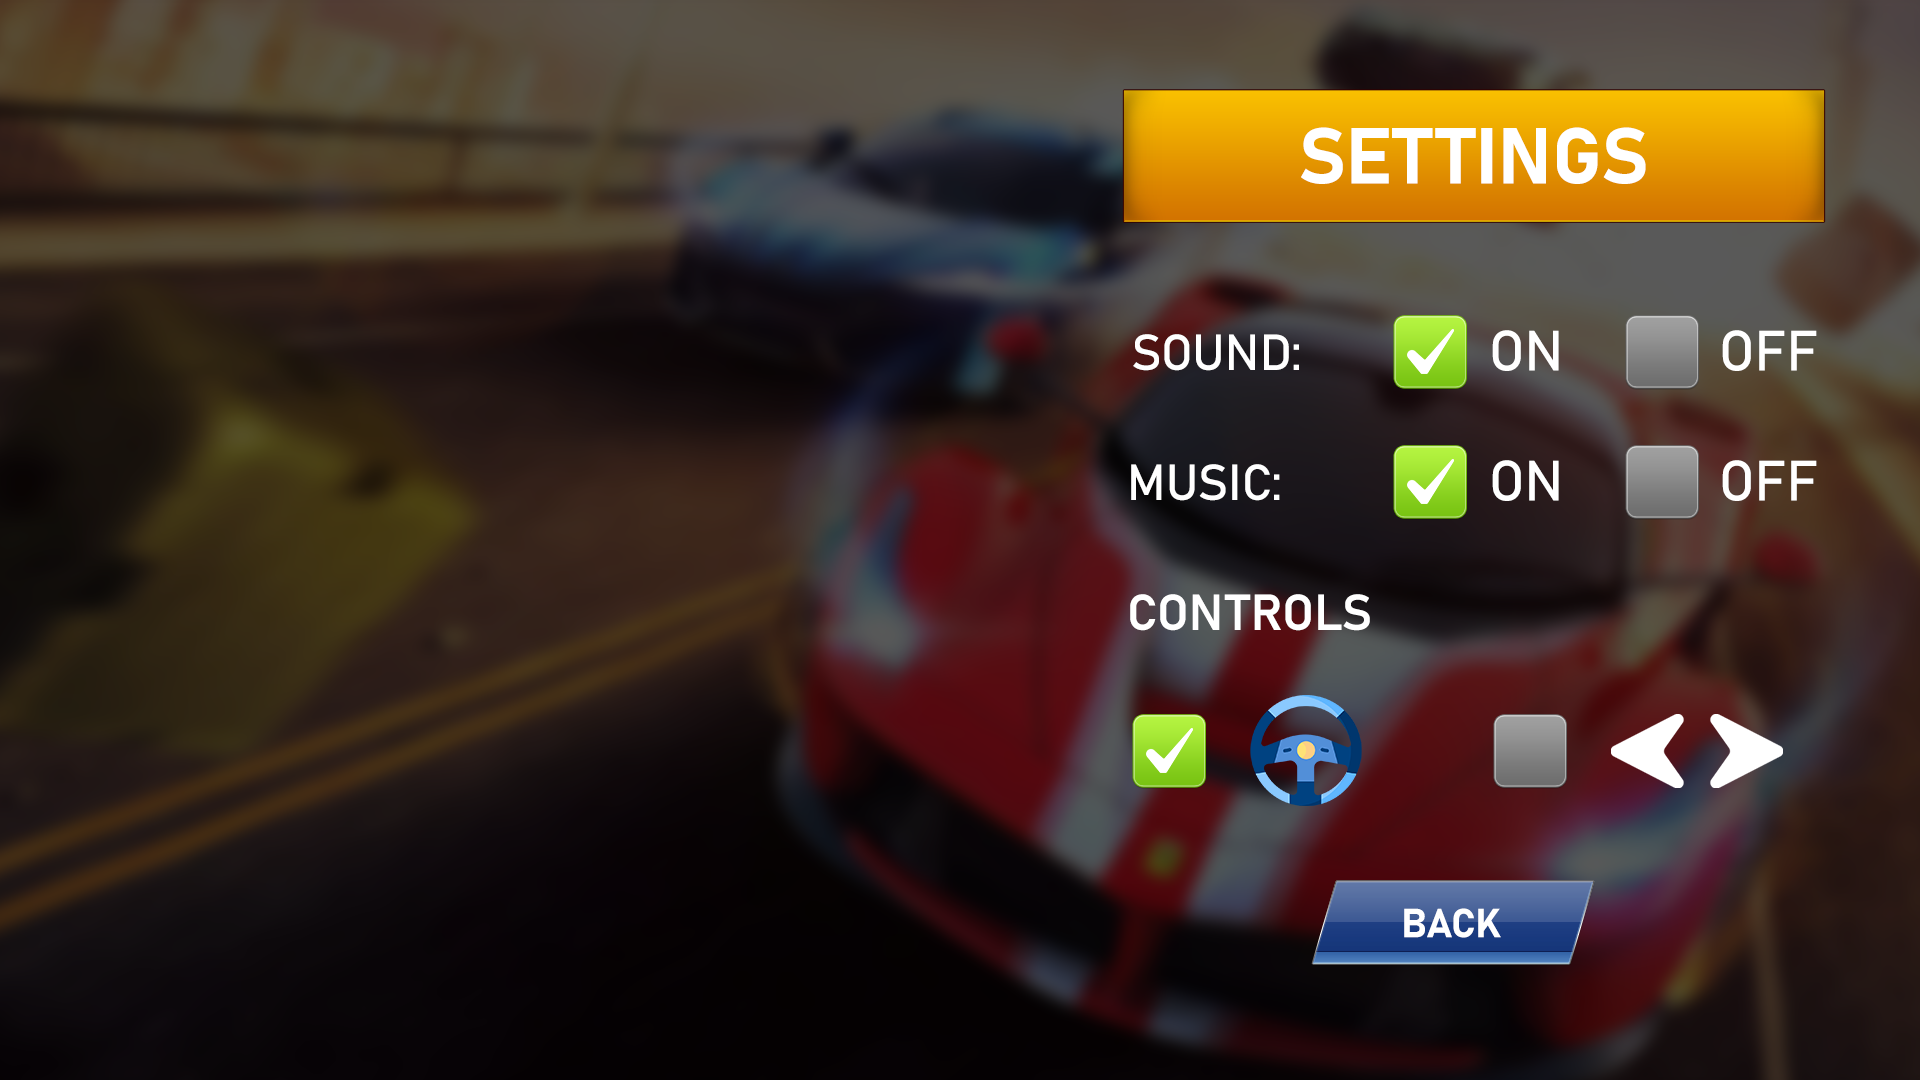 SETTINGS
SOUND: ON OFF
MUSIC: ON OFF
CONTROLS
BACK